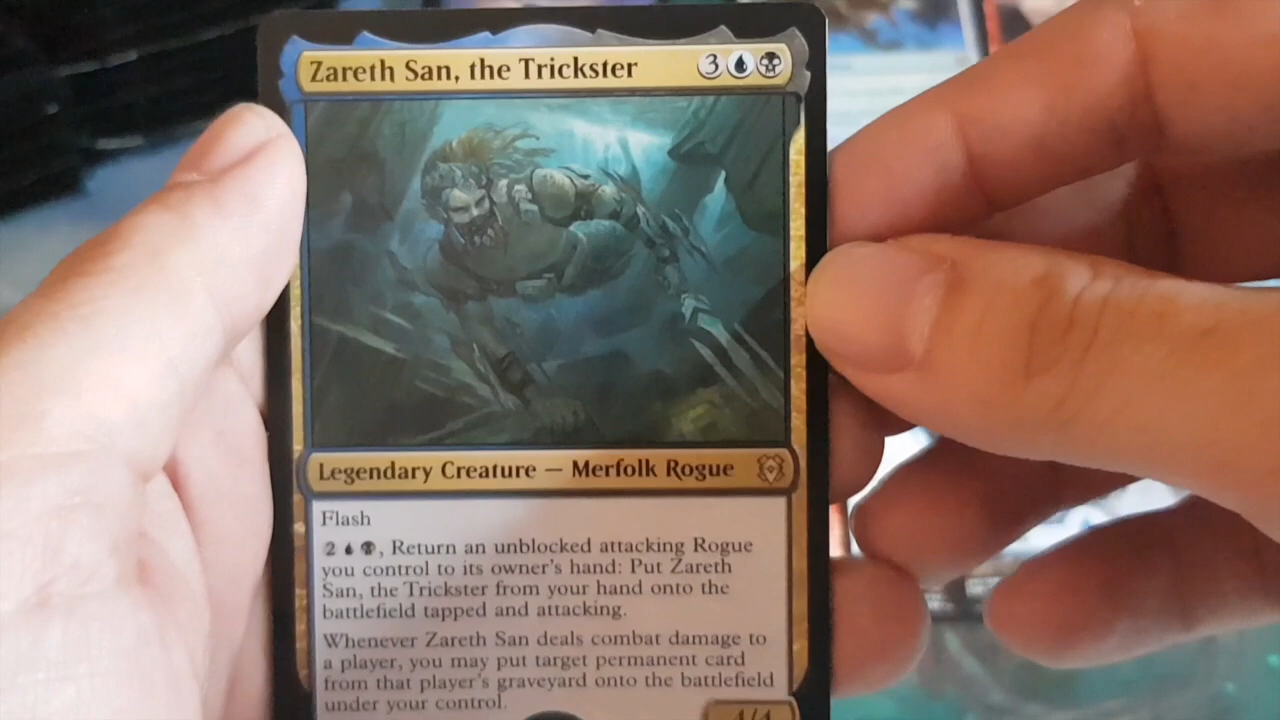 Zareth San, the Trickster 3
Legendary Creature — Merfolk Rogue
Flash
2, Return an unblocked attacking Rogue
you control to its owner's hand: Put Zareth
San, the Trickster from your hand onto the
battlefield tapped and attacking.
Whenever Zareth San deals combat damage to
a player, you may put target permanent card
from that player's graveyard onto the battlefield
under your control.
4/4